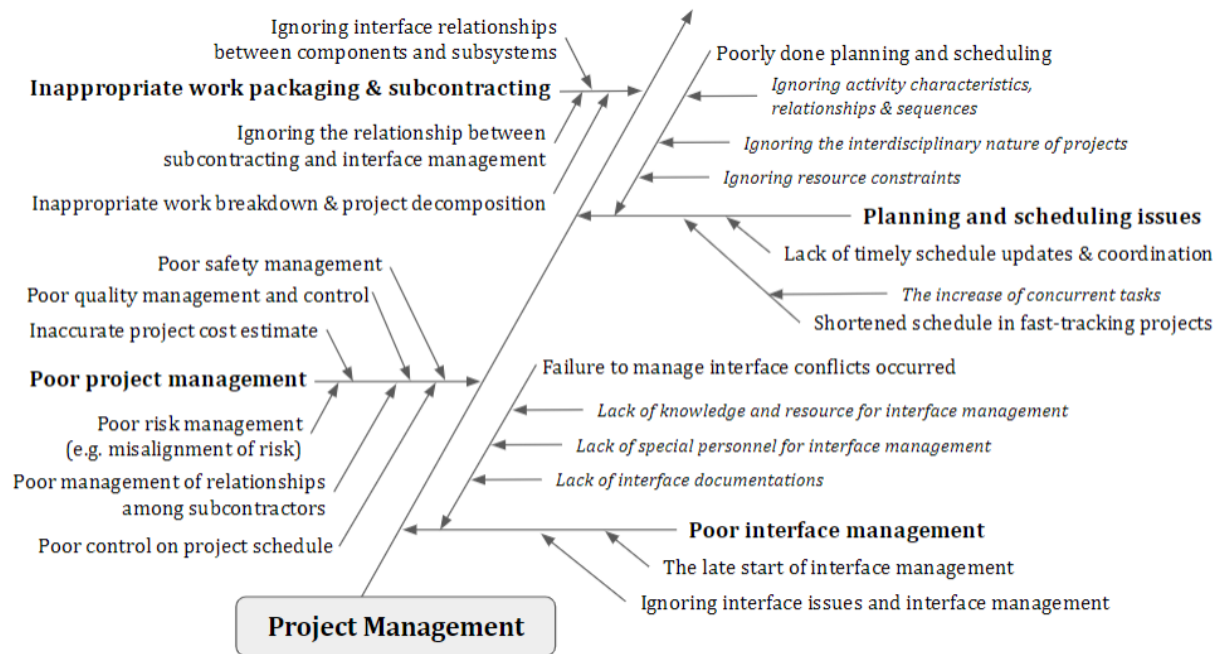 Ignoring interface relationships
between components and subsystems
Inappropriate work packaging & subcontracting
Ignoring the relationship between
subcontracting and interface management
Inappropriate work breakdown & project decomposition
Poorly done planning and scheduling
Ignoring activity characteristics,
relationships & sequences
Ignoring the interdisciplinary nature of projects
Ignoring resource constraints
Planning and scheduling issues
Lack of timely schedule updates & coordination
The increase of concurrent tasks
Shortened schedule in fast-tracking projects
Poor safety management
Poor quality management and control
Inaccurate project cost estimate
Poor project management
Poor risk management
(e.g. misalignment of risk)
Poor management of relationships
among subcontractors
Poor control on project schedule
Failure to manage interface conflicts occurred
Lack of knowledge and resource for interface management
Lack of special personnel for interface management
Lack of interface documentations
Poor interface management
The late start of interface management
Ignoring interface issues and interface management
Project Management